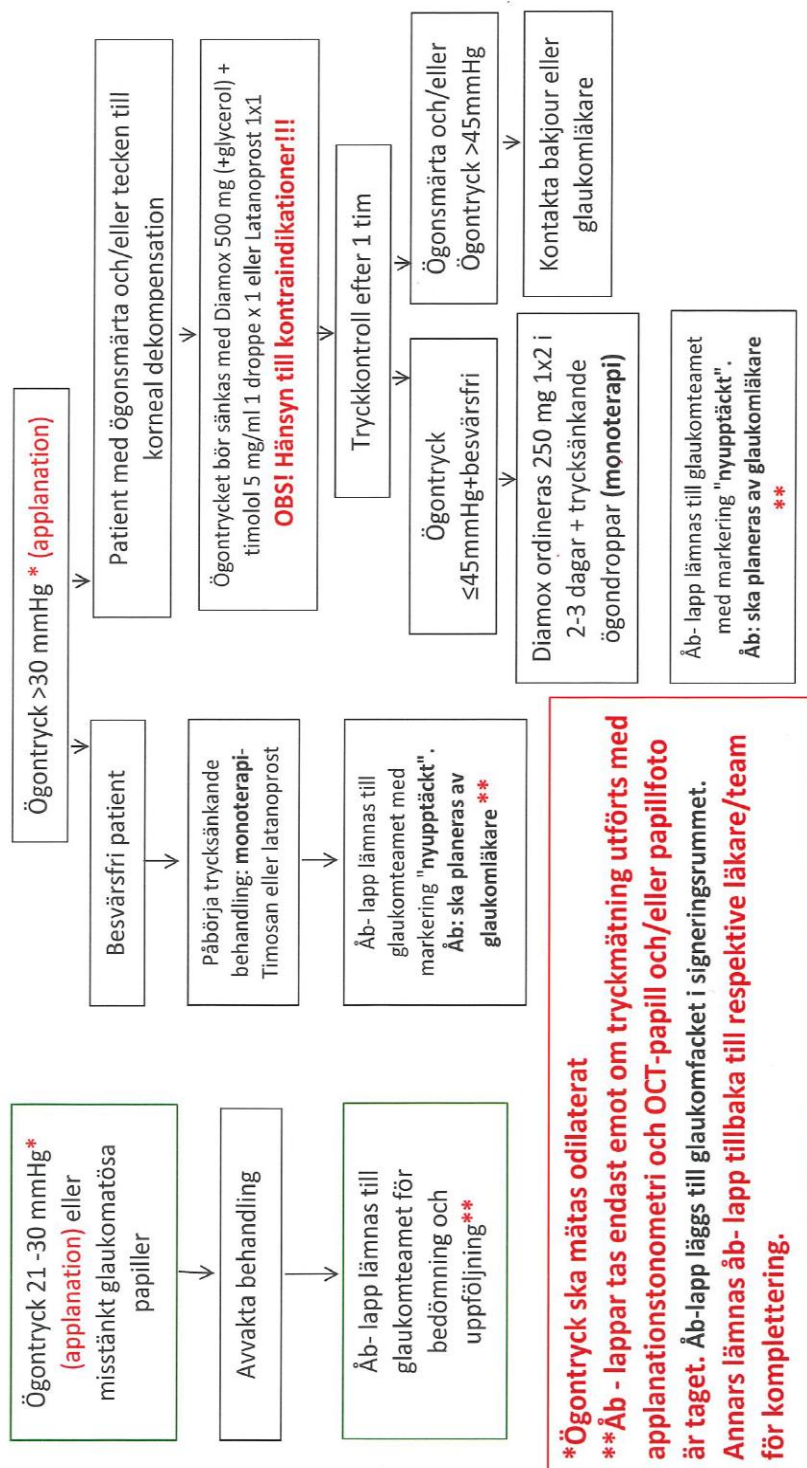 Ögontryck 21 -30 mmHg*
(applanation) eller
misstänkt glaukomatösa
papiller
Avvakta behandling
Åb- lapp lämnas till
glaukomteamet för
bedömning och
uppföljning**
Ögontryck >30 mmHg * (applanation)
Besvärsfri patient
Påbörja trycksänkande
behandling: monoterapi-
Timosan eller latanoprost
Åb- lapp lämnas till
glaukomteamet med
markering "nyupptäckt".
Åb: ska planeras av
glaukomläkare **
Patient med ögonsmärta och/eller tecken till
korneal dekompensation
Ögontrycket bör sänkas med Diamox 500 mg (+glycerol) +
timolol 5 mg/ml 1 droppe x 1 eller Latanoprost 1x1
OBS! Hänsyn till kontraindikationer!!!
Tryckkontroll efter 1 tim
Ögontryck
≤45mmHg+besvärsfri
Diamox ordineras 250 mg 1x2 i
2-3 dagar + trycksänkande
ögondroppar (monoterapi)
Åb- lapp lämnas till glaukomteamet
med markering "nyupptäckt".
Åb: ska planeras av glaukomläkare
**
Ögonsmärta och/eller
Ögontryck >45mmHg
Kontakta bakjour eller
glaukomläkare
*Ögontryck ska mätas odilaterat
**Åb - lappar tas endast emot om tryckmätning utförts med
applanationstonometri och OCT-papill och/eller papillfoto
är taget. Åb-lapp läggs till glaukomfacket i signeringsrummet.
Annars lämnas åb- lapp tillbaka till respektive läkare/team
för komplettering.